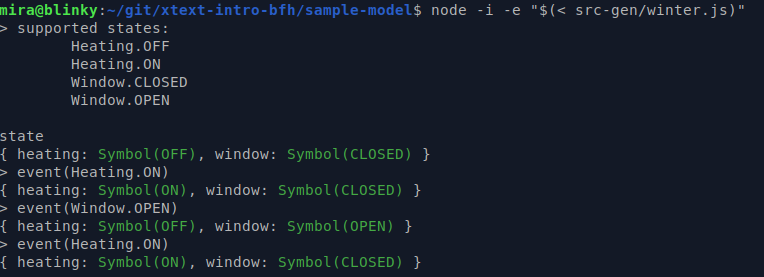 mira@blinky:~/git/xtext-intro-bfh/sample-model$ node -i -e "$(< src-gen/winter.js)"
> supported states:
        Heating.OFF
        Heating.ON
        Window.CLOSED
        Window.OPEN

state
{ heating: Symbol(OFF), window: Symbol(CLOSED) }
> event(Heating.ON)
{ heating: Symbol(ON), window: Symbol(CLOSED) }
> event(Window.OPEN)
{ heating: Symbol(OFF), window: Symbol(OPEN) }
> event(Heating.ON)
{ heating: Symbol(ON), window: Symbol(CLOSED) }